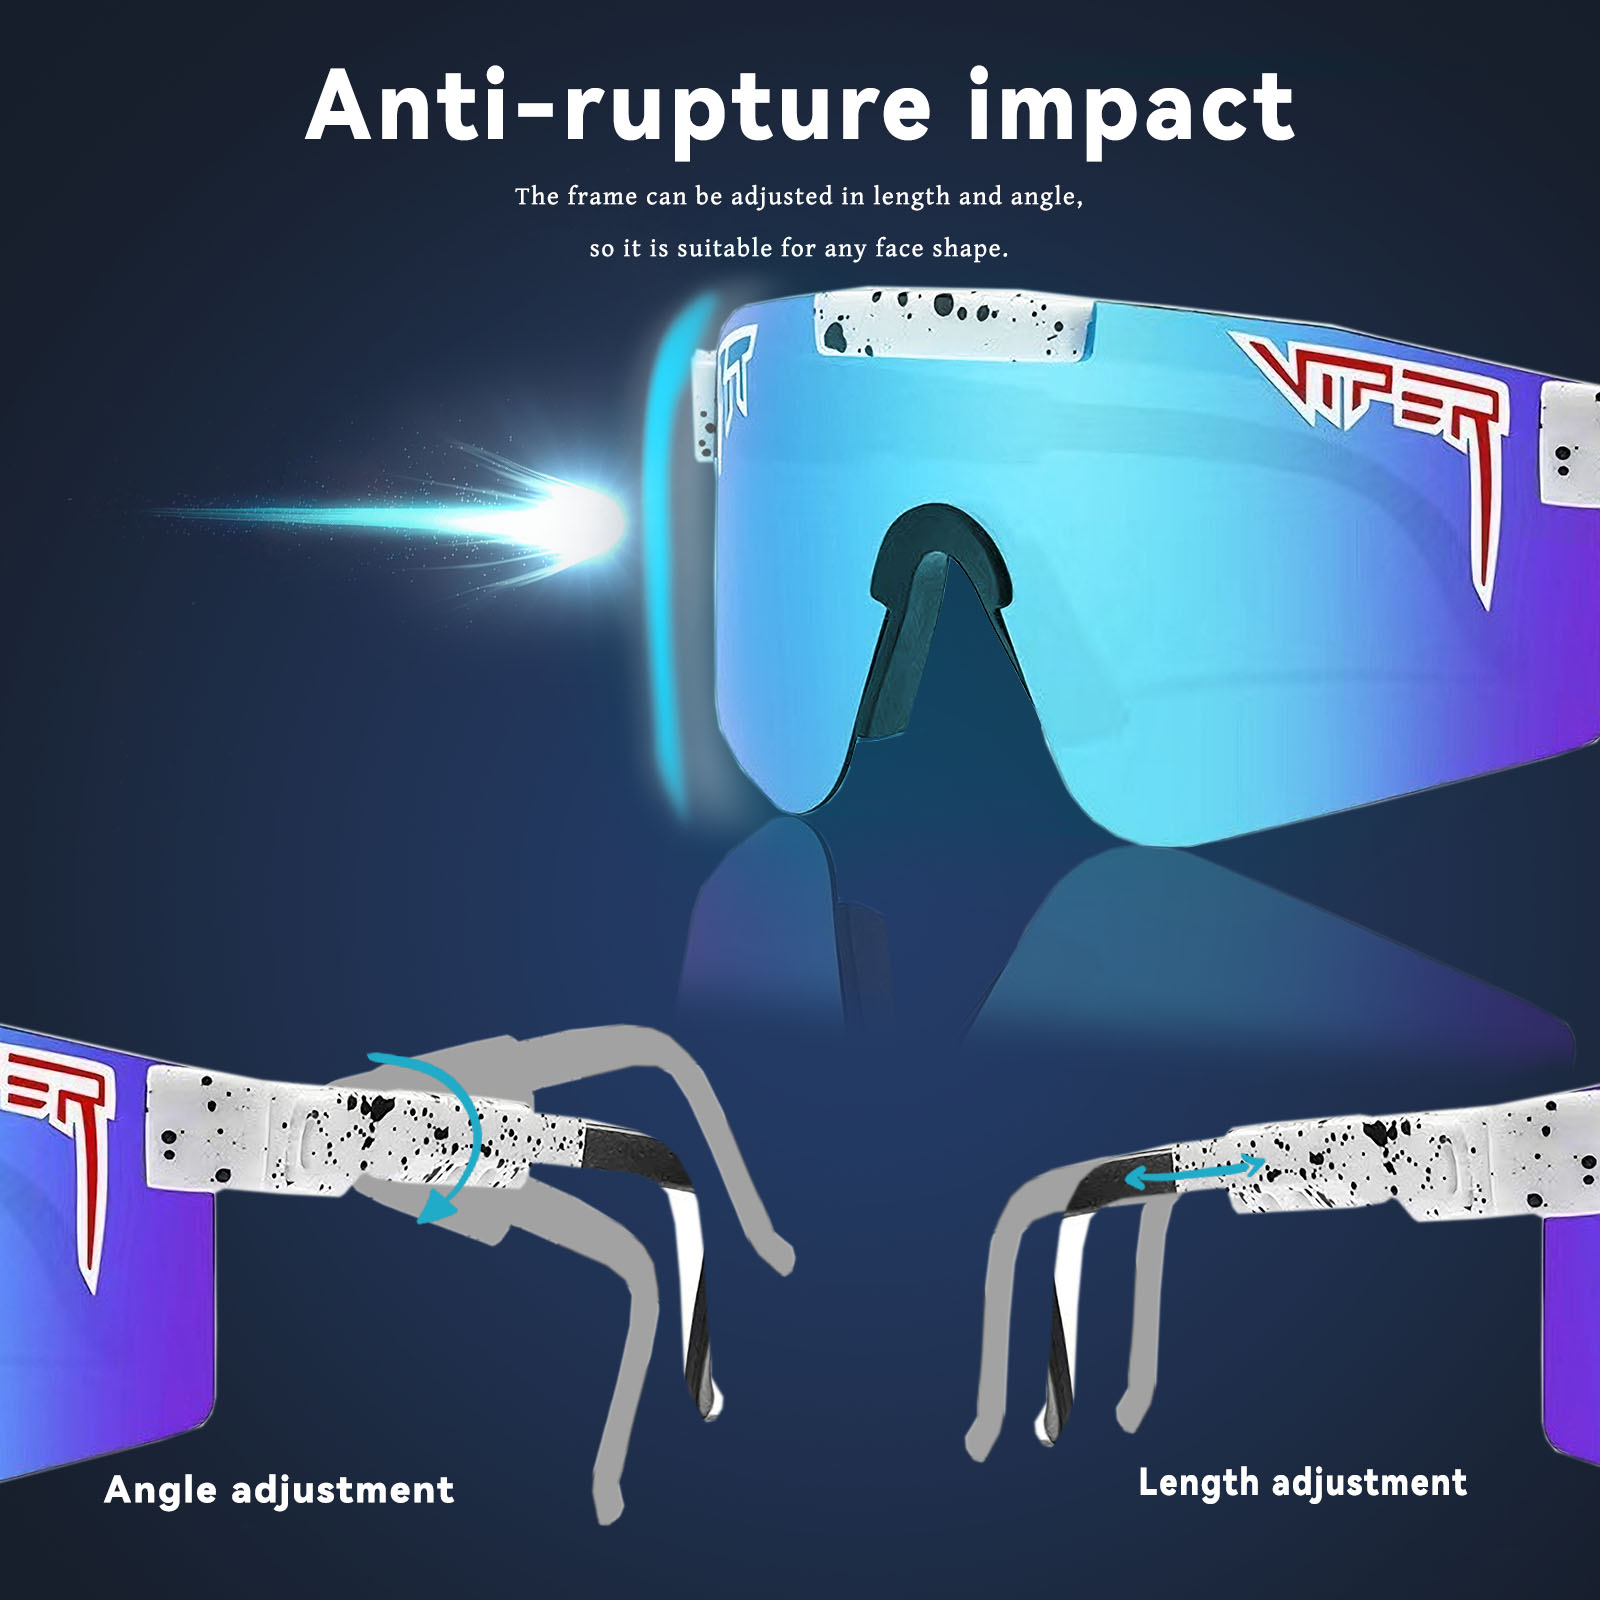 Anti-rupture impact
The frame can be adjusted in length and angle,
so it is suitable for any face shape.
VIPER
ER
Angle adjustment
Length adjustment